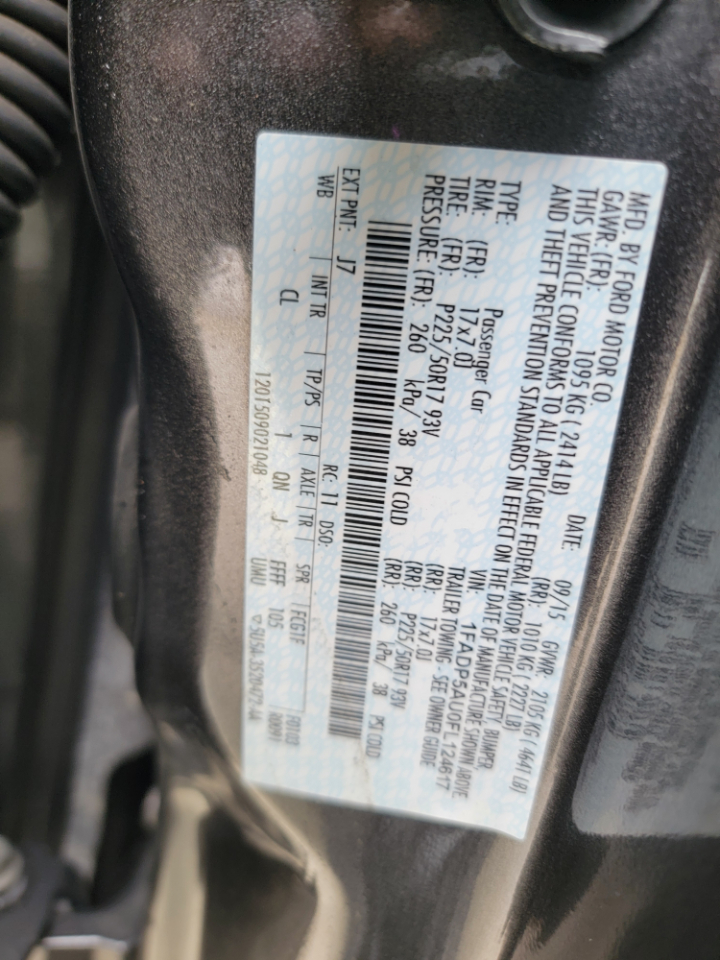 MFD. BY FORD MOTOR CO.
DATE: 09/15 GVWR: 2105 KG ( 4641 LB)
GAWR: (FR): 1095 KG ( 2414 LB) (RR): 1010 KG ( 2227 LB)
THIS VEHICLE CONFORMS TO ALL APPLICABLE FEDERAL MOTOR VEHICLE SAFETY, BUMPER
AND THEFT PREVENTION STANDARDS IN EFFECT ON THE DATE OF MANUFACTURE SHOWN ABOVE
VIN: 1FADP5AU0FL124617
TYPE: Passenger Car TRAILER TOWING - SEE OWNER GUIDE
RIM: (FR): 17x7.0J (RR): 17x7.0J
TIRE: (FR): P225/50R17 93V (RR): P225/50R17 93V
PRESSURE: (FR): 260 kPa/ 38 PSI COLD (RR): 260 kPa/ 38 PSI COLD
EXT PNT: J7 RC: 11 DSO:
WB | INT TR | TP/PS | R | AXLE | TR | SPR | FCG1F
CL 1 QN J FFFF 105
1201509021048 UMU